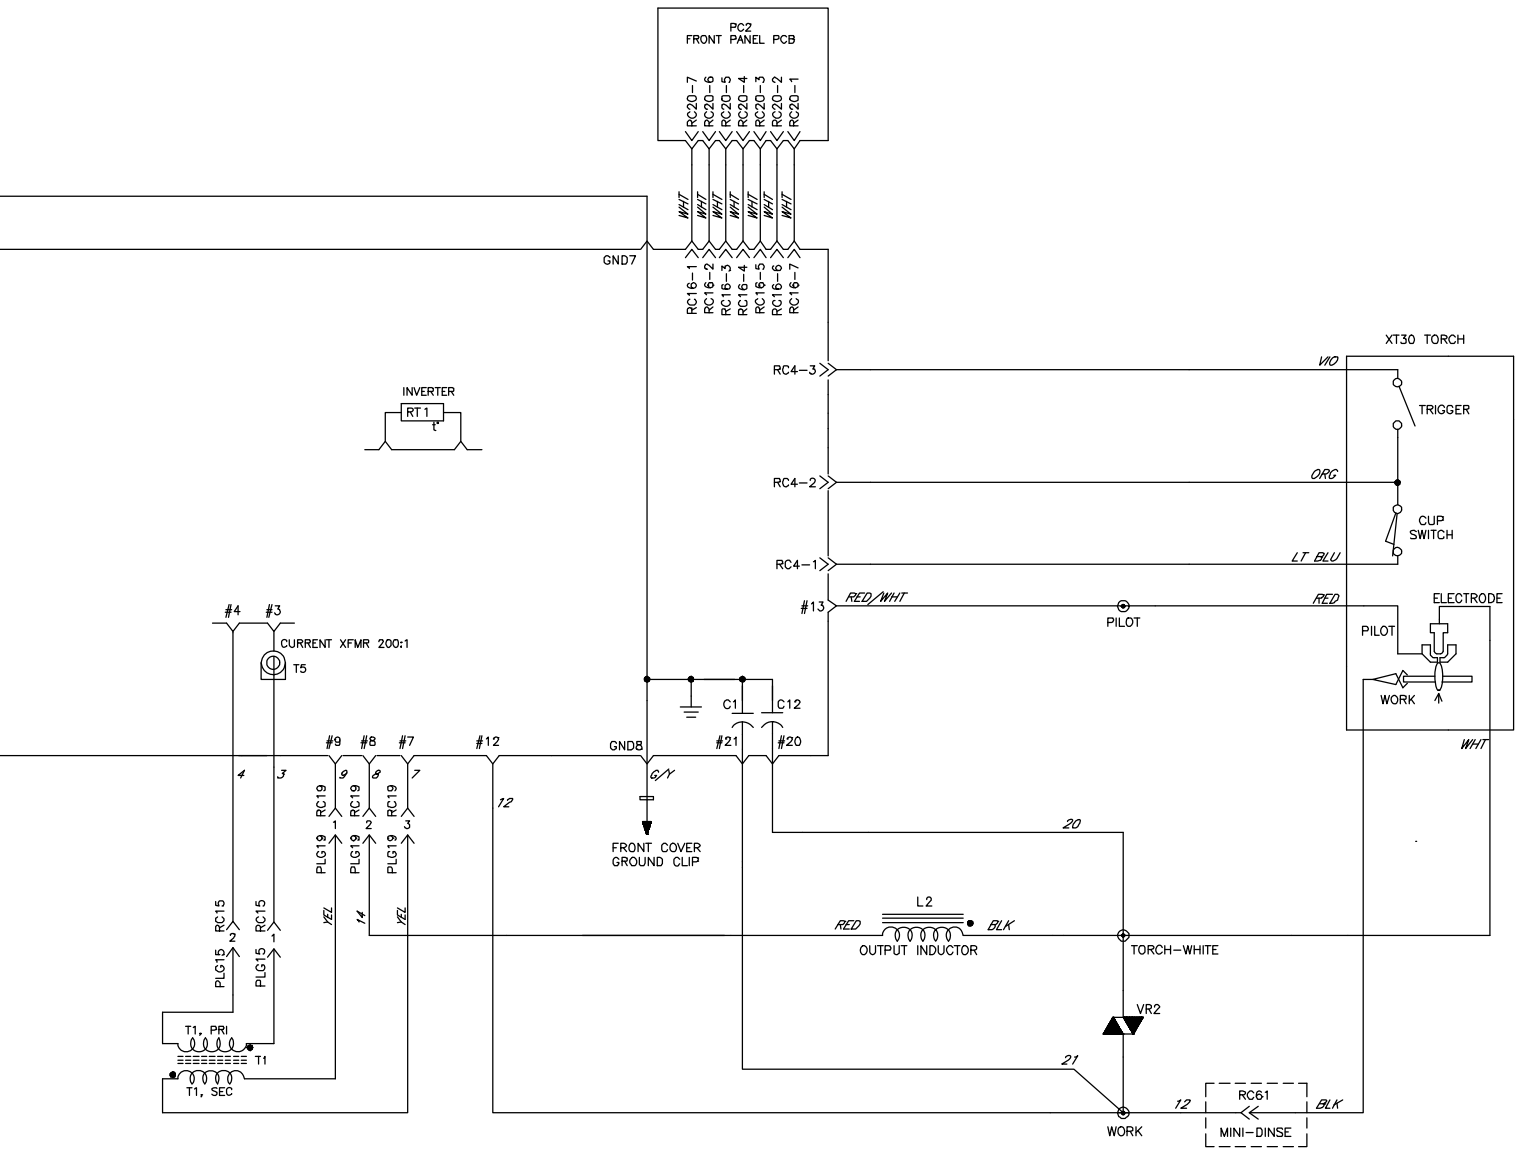 PC2
FRONT PANEL PCB
RC20-7
RC20-6
RC20-5
RC20-4
RC20-3
RC20-2
RC20-1
WHT
WHT
WHT
WHT
WHT
WHT
WHT
GND7
RC16-1
RC16-2
RC16-3
RC16-4
RC16-5
RC16-6
RC16-7
XT30 TORCH
RC4-3
VIO
INVERTER
RT1
t°
TRIGGER
RC4-2
ORG
CUP
SWITCH
RC4-1
LT BLU
#13
RED/WHT
PILOT
RED
ELECTRODE
PILOT
WORK
WHT
#4
#3
CURRENT XFMR 200:1
T5
C1
C12
#9
#8
#7
#12
GND8
#21
#20
4
3
9
8
7
12
G/Y
RC19
RC19
RC19
1
2
3
PLG19
PLG19
PLG19
FRONT COVER
GROUND CLIP
20
RC15
RC15
2
1
PLG15
PLG15
YEL
14
YEL
RED
L2
BLK
OUTPUT INDUCTOR
TORCH-WHITE
VR2
T1, PRI
T1
T1, SEC
21
WORK
12
RC61
MINI-DINSE
BLK